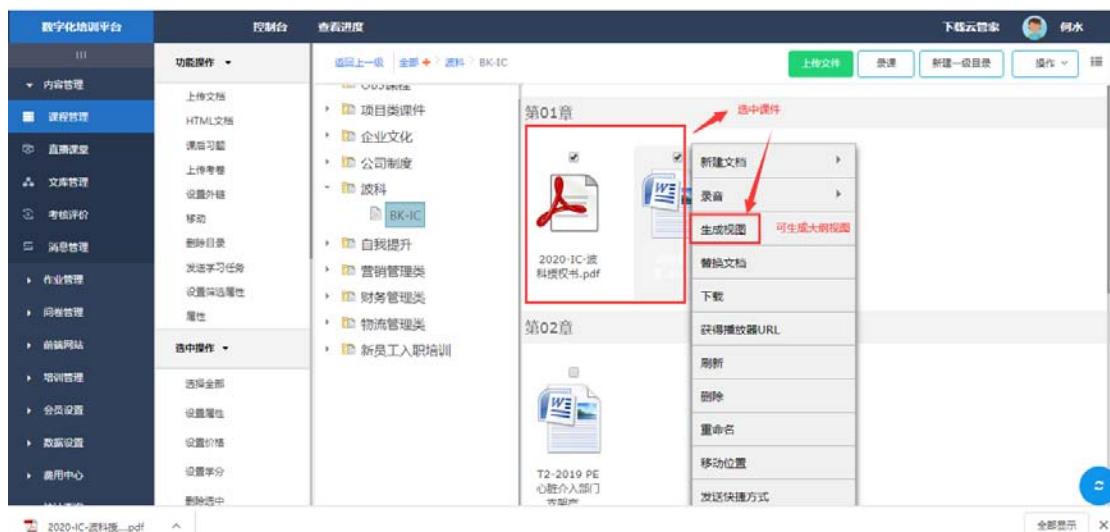 数字化培训平台
控制台
查看进度
下载云管家
何水
内容管理
课程管理
直播课堂
文库管理
考核评价
消息管理
作业管理
问卷管理
前端网站
培训管理
会员设置
数据设置
费用中心
功能操作
上传文档
HTML文档
课后习题
上传考卷
设置外链
移动
删除目录
发送学习任务
设置筛选属性
属性
选中操作
选择全部
设置属性
设置价格
设置学分
删除选中
返回上一级 全部 波科 BK-IC
上传文件
录课
新建一级目录
操作
项目类课件
企业文化
公司制度
波科
BK-IC
自我提升
营销管理类
财务管理类
物流管理类
新员工入职培训
第01章
选中课件
2020-IC-波
科授权书.pdf
第02章
T2-2019 PE
心脏介入部门
新建文档
录音
生成视图
可生成大纲视图
替换文档
下载
获得播放器URL
刷新
删除
重命名
移动位置
发送快捷方式
2020-IC-波科授....pdf
全部显示